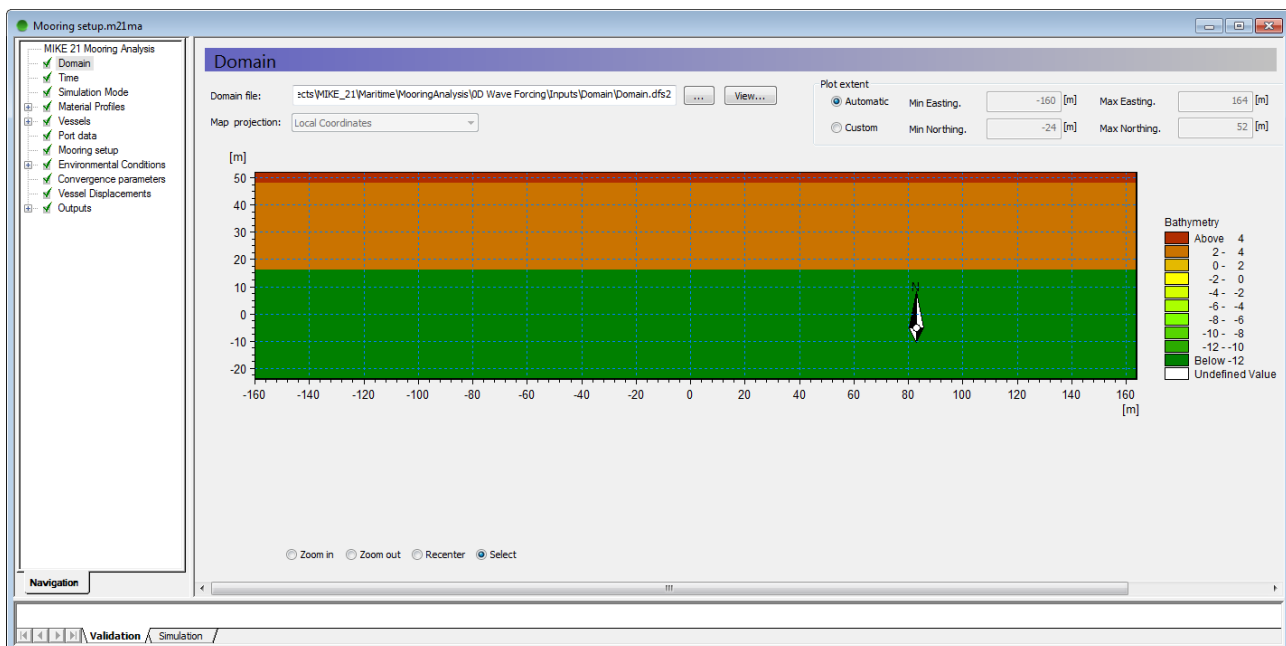 Mooring setup.m21ma
MIKE 21 Mooring Analysis
Domain
Time
Simulation Mode
Material Profiles
Vessels
Port data
Mooring setup
Environmental Conditions
Convergence parameters
Vessel Displacements
Outputs
Navigation
Domain
Domain file: :cts\MIKE_21\Maritime\MooringAnalysis\0D Wave Forcing\Inputs\Domain\Domain.dfs2 ... View...
Map projection: Local Coordinates
Plot extent
Automatic Min Easting. -160 [m] Max Easting. 164 [m]
Custom Min Northing. -24 [m] Max Northing. 52 [m]
[m]
50
40
30
20
10
0
-10
-20
N
-160 -140 -120 -100 -80 -60 -40 -20 0 20 40 60 80 100 120 140 160
[m]
Bathymetry
Above 4
2 - 4
0 - 2
-2 - 0
-4 - -2
-6 - -4
-8 - -6
-10 - -8
-12 - -10
Below -12
Undefined Value
Zoom in Zoom out Recenter Select
Validation Simulation